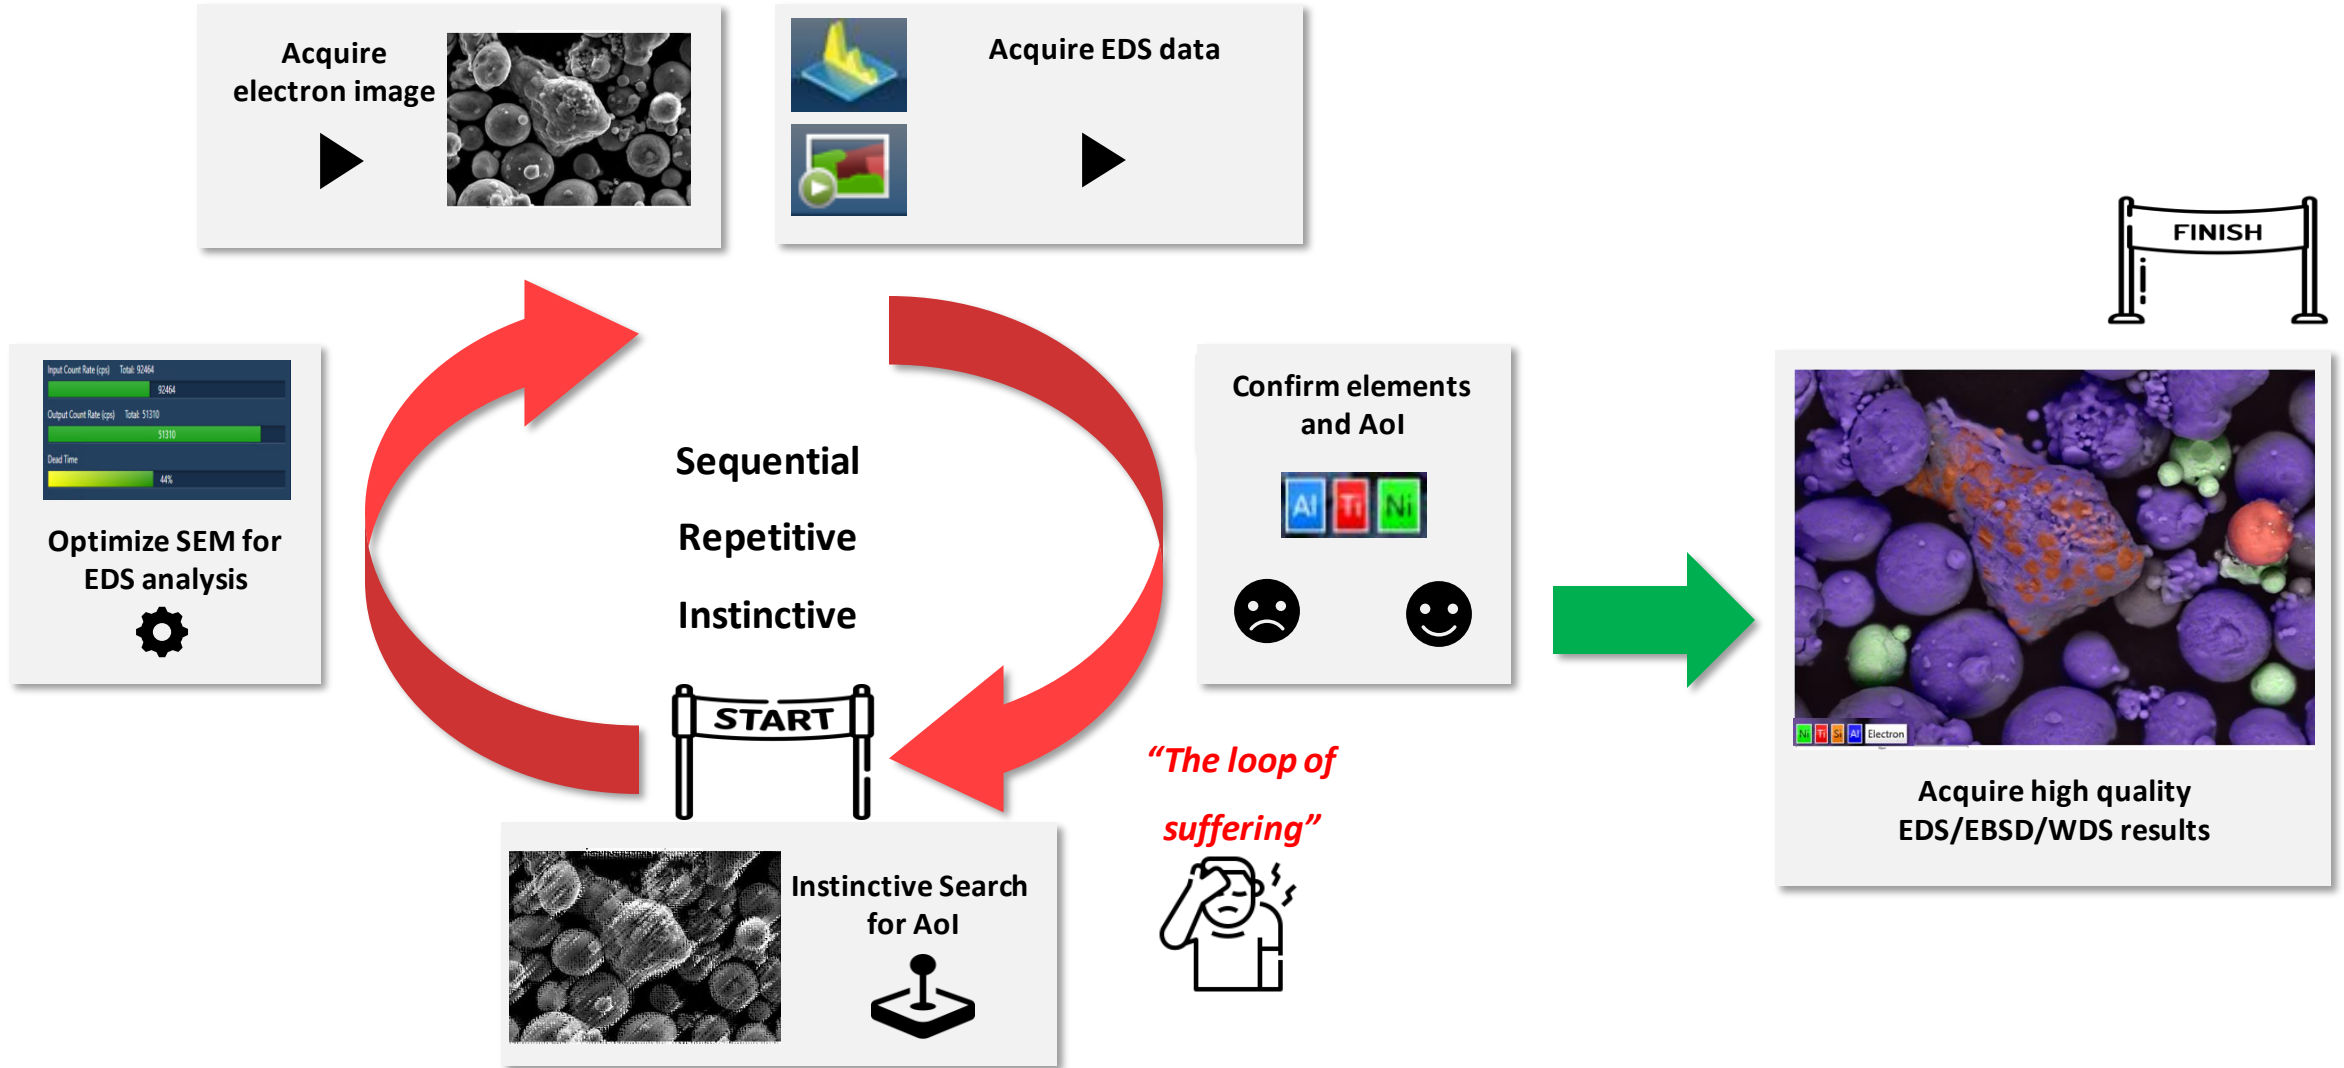 Acquire
electron image
Acquire EDS data
FINISH
Input Count Rate (cps) Total: 92464
92464
Output Count Rate (cps) Total: 51310
51310
Dead Time
44%
Optimize SEM for
EDS analysis
Sequential
Repetitive
Instinctive
Confirm elements
and AoI
Al Ti Ni
START
"The loop of
suffering"
Instinctive Search
for AoI
Ni Ti Si Al Electron
Acquire high quality
EDS/EBSD/WDS results